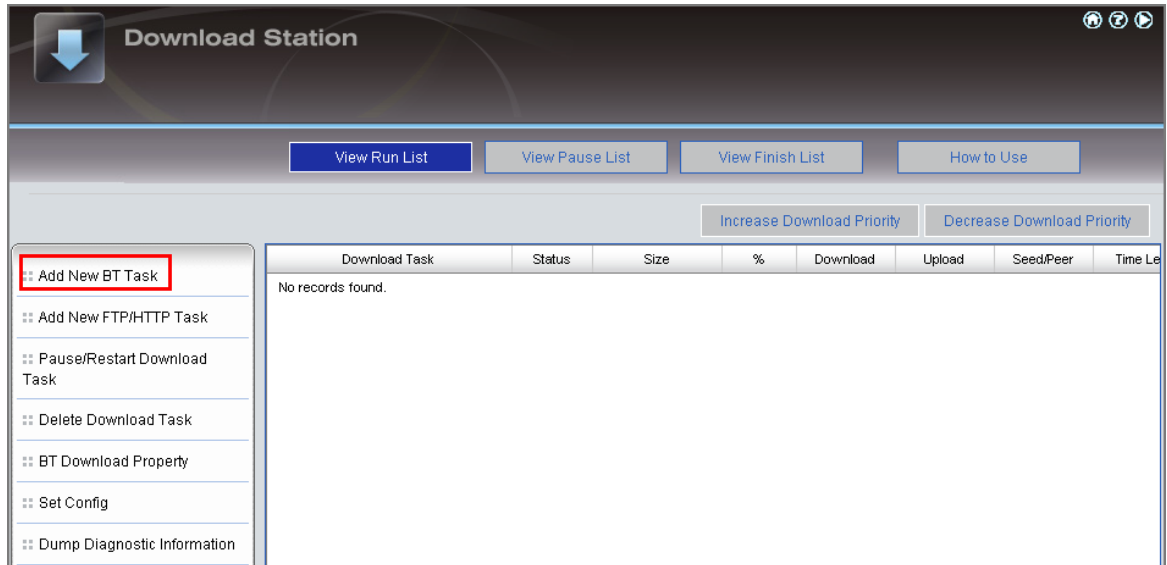 Download Station
View Run List
View Pause List
View Finish List
How to Use
Increase Download Priority
Decrease Download Priority
Add New BT Task
Add New FTP/HTTP Task
Pause/Restart Download
Task
Delete Download Task
BT Download Property
Set Config
Dump Diagnostic Information
Download Task Status Size % Download Upload Seed/Peer Time Le
No records found.